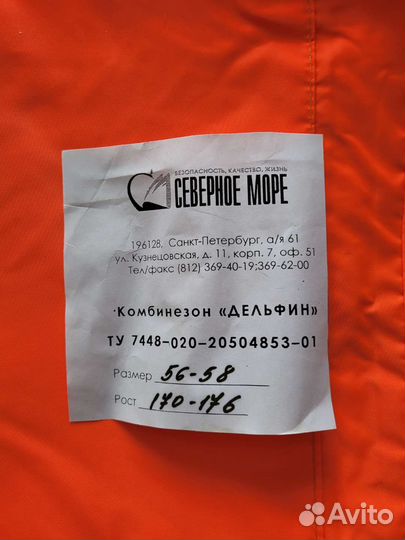 БЕЗОПАСНОСТЬ, КАЧЕСТВО, ЖИЗНЬ
СЕВЕРНОЕ МОРЕ
196128, Санкт-Петербург, а/я 61
ул. Кузнецовская, д. 11, корп. 7, оф. 51
Тел/факс (812) 369-40-19;369-62-00
Комбинезон «ДЕЛЬФИН»
ТУ 7448-020-20504853-01
Размер 56-58
Рост 170-176
Avito